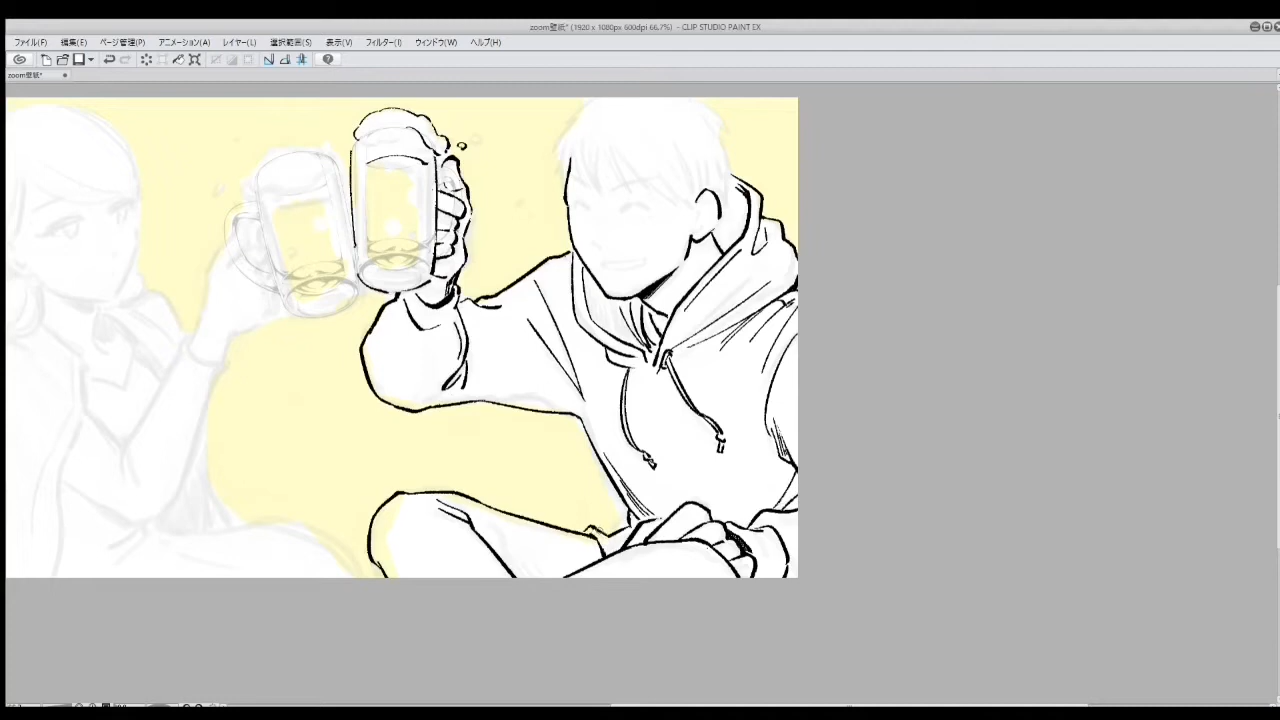 zoom壁紙* (1920 x 1080px 600dpi 66.7%) - CLIP STUDIO PAINT EX
ファイル(F) 編集(E) ページ管理(P) アニメーション(A) レイヤー(L) 選択範囲(S) 表示(V) フィルター(I) ウィンドウ(W) ヘルプ(H)
zoom壁紙*